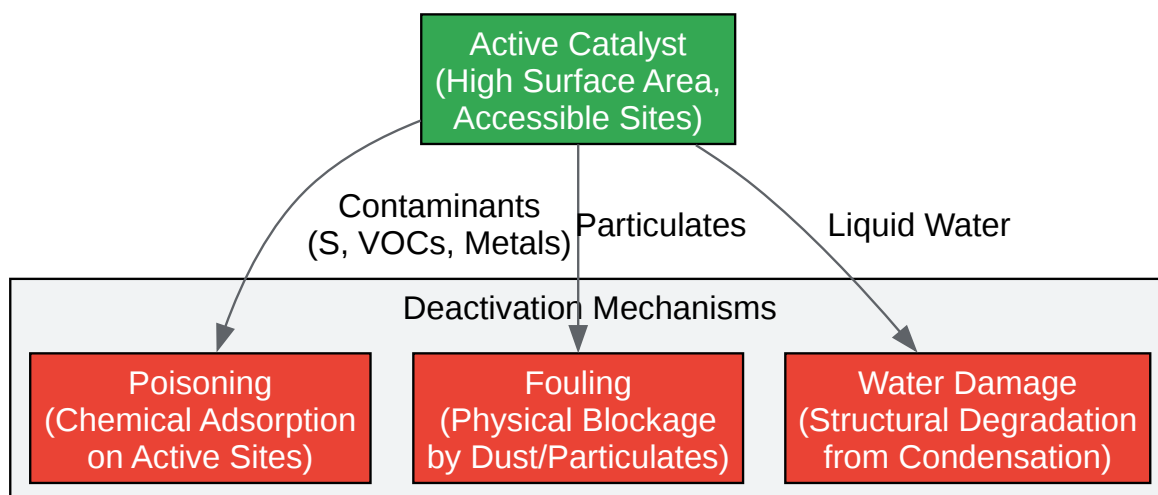 Active Catalyst
(High Surface Area,
Accessible Sites)
Contaminants
(S, VOCs, Metals)
Particulates
Liquid Water
Deactivation Mechanisms
Poisoning
(Chemical Adsorption
on Active Sites)
Fouling
(Physical Blockage
by Dust/Particulates)
Water Damage
(Structural Degradation
from Condensation)